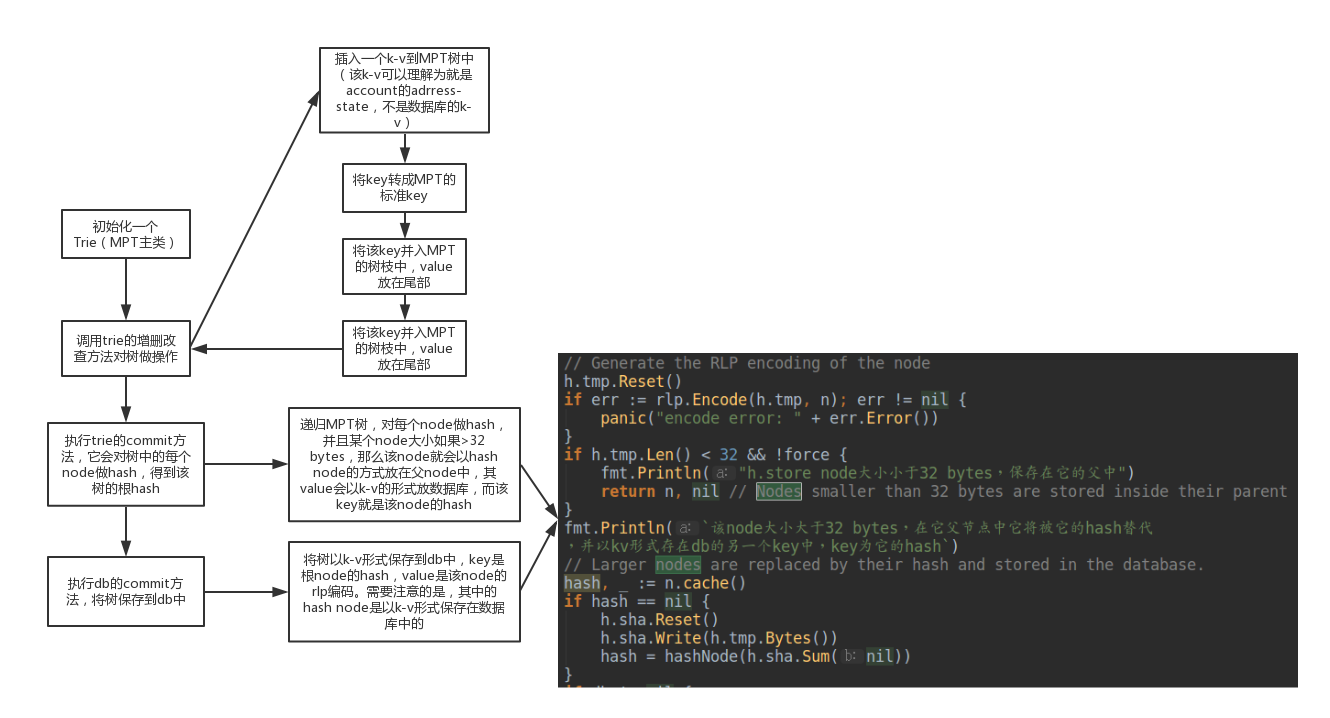 插入一个k-v到MPT树中
（该k-v可以理解为就是
account的adrress-
state，不是数据库的k-
v）
将key转成MPT的
标准key
将该key并入MPT
的树枝中，value
放在尾部
将该key并入MPT
的树枝中，value
放在尾部
初始化一个
Trie（MPT主类）
调用trie的增删改
查方法对树做操作
执行trie的commit方
法，它会对树中的每个
node做hash，得到该
树的根hash
执行db的commit方
法，将树保存到db中
递归MPT树，对每个node做hash，
并且某个node大小如果>32
bytes，那么该node就会以hash
node的方式放在父node中，其
value会以k-v的形式放数据库，而该
key就是该node的hash
将树以k-v形式保存到db中，key是
根node的hash，value是该node的
rlp编码。需要注意的是，其中的
hash node是以k-v形式保存在数据
库中的
// Generate the RLP encoding of the node
h.tmp.Reset()
if err := rlp.Encode(h.tmp, n); err != nil {
panic("encode error: " + err.Error())
}
if h.tmp.Len() < 32 && !force {
fmt.Println(a: "h.store node大小小于32 bytes，保存在它的父中")
return n, nil // Nodes smaller than 32 bytes are stored inside their parent
}
fmt.Println(a: `该node大小大于32 bytes，在它父节点中它将被它的hash替代
，并以kv形式存在db的另一个key中，key为它的hash`)
// Larger nodes are replaced by their hash and stored in the database.
hash, _ := n.cache()
if hash == nil {
h.sha.Reset()
h.sha.Write(h.tmp.Bytes())
hash = hashNode(h.sha.Sum(b: nil))
}